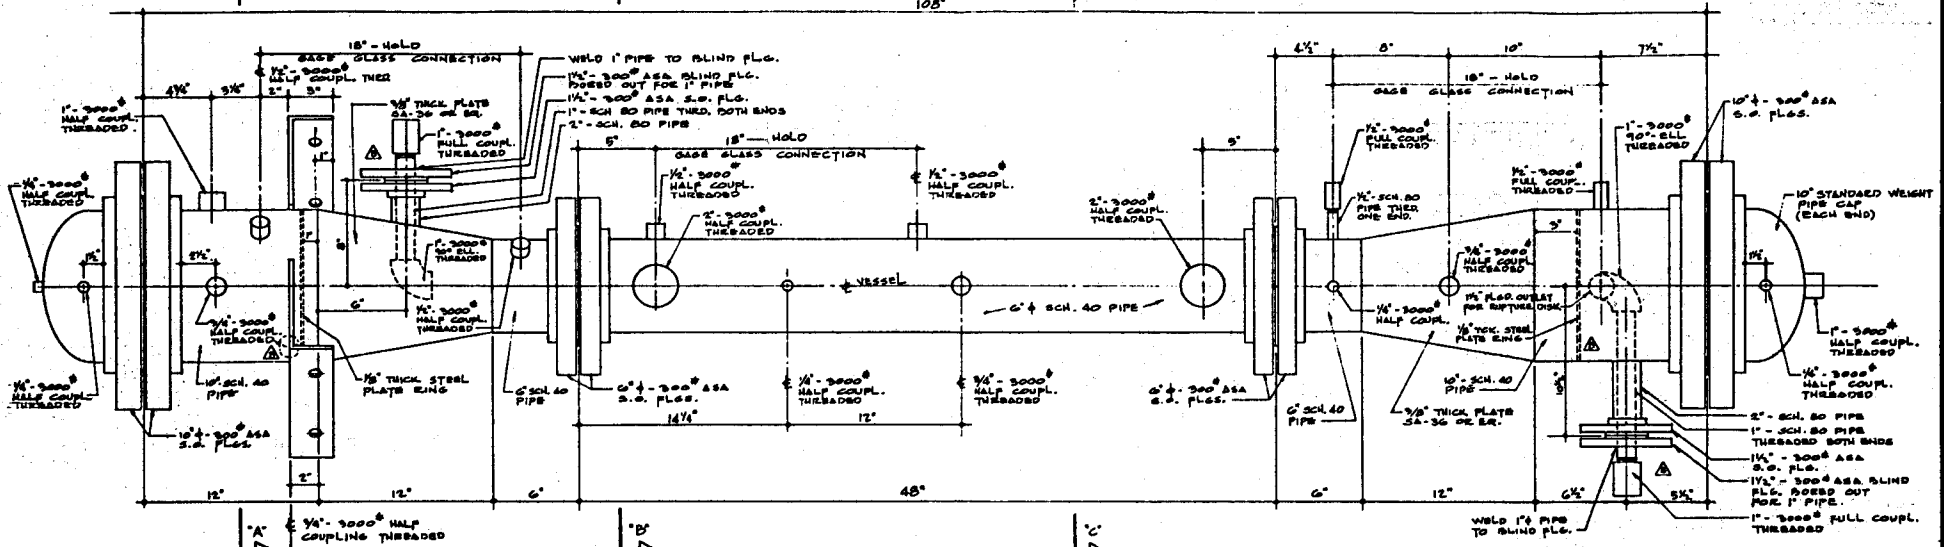 108"
18" - HOLD
GAGE GLASS CONNECTION
½" - 3000#
HALF COUPL. THRD
4¾"
3¼"
2"
3"
1" - 3000#
HALF COUPL.
THREADED
3/8" THICK PLATE
SA-36 OR EQ.
1" - 3000#
FULL COUPL.
THREADED
WELD 1" PIPE TO BLIND FLG.
1½" - 300# ASA BLIND FLG.
BORED OUT FOR 1" PIPE
1½" - 300# ASA S.O. FLG.
1" - SCH 80 PIPE THRD. BOTH ENDS
2" - SCH. 80 PIPE
5"
18" - HOLD
GAGE GLASS CONNECTION
½" - 3000#
HALF COUPL.
THREADED
2" - 3000#
HALF COUPL.
THREADED
℄ ½" - 3000#
HALF COUPL.
THREADED
2" - 3000#
HALF COUPL.
THREADED
5"
4½"
8"
10"
7½"
18" - HOLD
GAGE GLASS CONNECTION
½" - 3000#
FULL COUPL.
THREADED
½" - SCH. 80
PIPE THRD.
ONE END.
½" - 3000#
FULL COUPL.
THREADED
1" - 3000#
90° - ELL
THREADED
10" ϕ - 300# ASA
S.O. FLGS.
10" STANDARD WEIGHT
PIPE CAP
(EACH END)
¼" - 3000#
HALF COUPL.
THREADED
1½"
2½"
1"
1"
8"
6"
1" - 3000#
90° ELL
THREADED
½" - 3000#
HALF COUPL.
THREADED
¾" - 3000#
HALF COUPL.
THREADED
10" SCH. 40
PIPE
1/8" THICK STEEL
PLATE RING
¼" - 3000#
HALF COUPL.
THREADED
10" ϕ - 300# ASA
S.O. FLGS.
6" SCH. 40
PIPE
6" ϕ - 300# ASA
S.O. FLGS.
℄ VESSEL
6" ϕ SCH. 40 PIPE
¼" - 3000#
HALF COUPL.
THREADED
¾" - 3000#
HALF COUPL.
THREADED
14¼"
12"
6" ϕ - 300# ASA
S.O. FLGS.
6" SCH. 40
PIPE
¼" - 3000#
HALF COUPL.
¾" - 3000#
HALF COUPL.
THREADED
1½" FLGD. OUTLET
FOR RUPTURE DISK
1/8" TCK. STEEL
PLATE RING
3"
1½"
10" - SCH. 40
PIPE
3/8" THICK PLATE
SA-36 OR EQ.
1" - 3000#
HALF COUPL.
THREADED
¼" - 3000#
HALF COUPL.
THREADED
2" - SCH. 80 PIPE
1" - SCH. 80 PIPE
THREADED BOTH ENDS
1½" - 300# ASA
S.O. FLG.
1½" - 300# ASA BLIND
FLG. BORED OUT
FOR 1" PIPE.
1" - 3000# FULL COUPL.
THREADED
WELD 1" ϕ PIPE
TO BLIND FLG.
2"
12"
12"
6"
48"
6"
12"
6½"
5½"
"A"
℄ ¾" - 3000# HALF
COUPLING THREADED
"B"
"C"